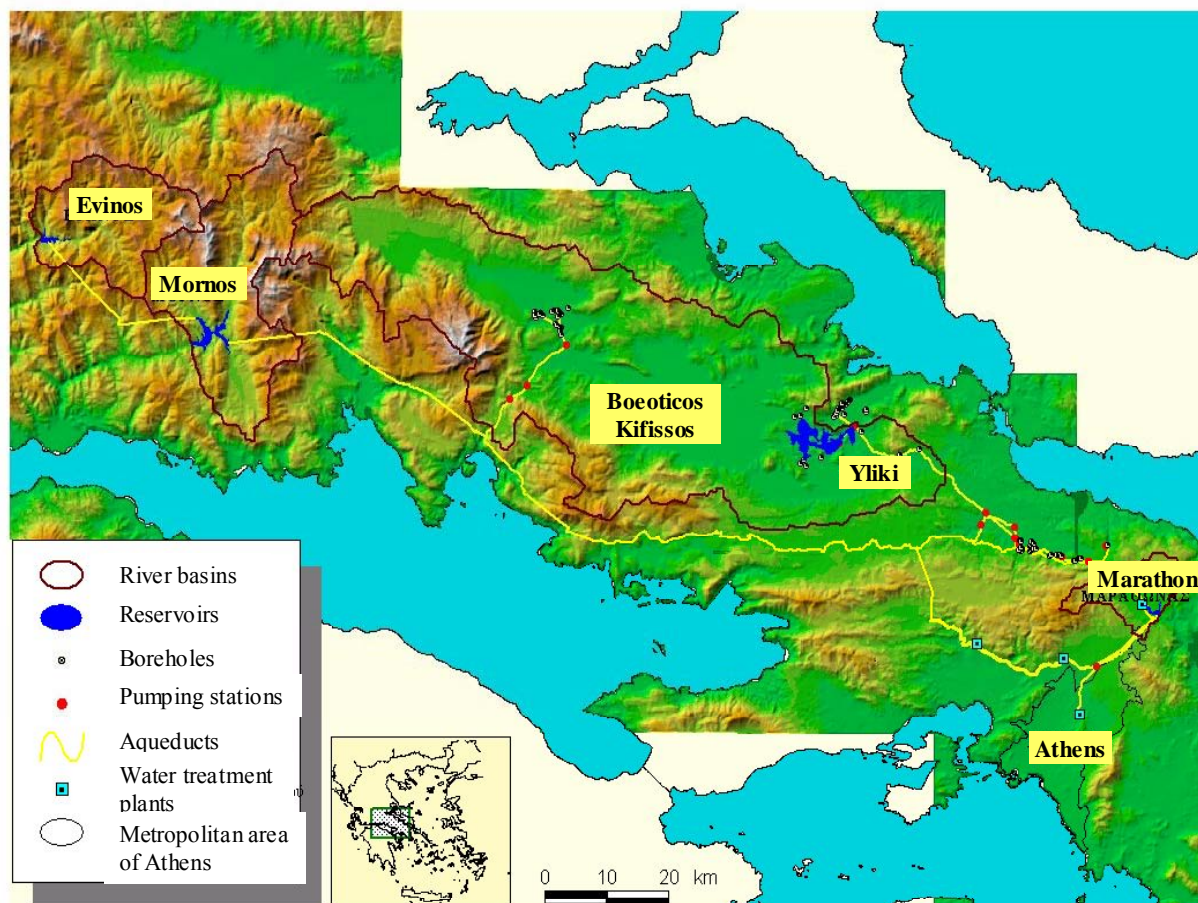 Evinos
Mornos
Boeoticos
Kifissos
Yliki
Marathon
ΜΑΡΑΘΩΝΑΣ
Athens
River basins
Reservoirs
Boreholes
Pumping stations
Aqueducts
Water treatment
plants
Metropolitan area
of Athens
0 10 20 km